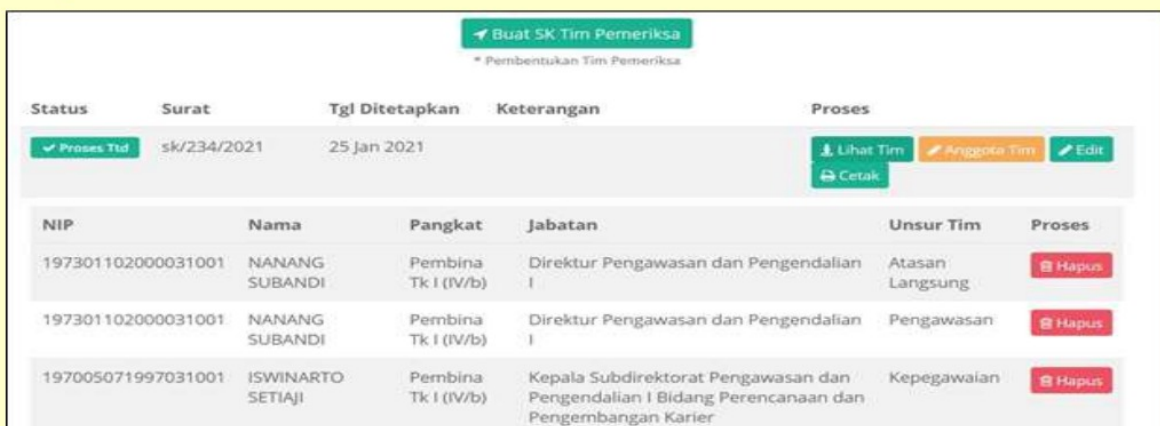 Buat SK Tim Pemeriksa
* Pembentukan Tim Pemeriksa
Status Surat Tgl Ditetapkan Keterangan Proses
Proses Ttd sk/234/2021 25 Jan 2021 Lihat Tim Anggota Tim Edit
Cetak
NIP Nama Pangkat Jabatan Unsur Tim Proses
197301102000031001 NANANG Pembina Direktur Pengawasan dan Pengendalian Atasan Hapus
SUBANDI Tk I (IV/b) I Langsung
197301102000031001 NANANG Pembina Direktur Pengawasan dan Pengendalian Pengawasan Hapus
SUBANDI Tk I (IV/b) I
197005071997031001 ISWINARTO Pembina Kepala Subdirektorat Pengawasan dan Kepegawaian Hapus
SETIAJI Tk I (IV/b) Pengendalian I Bidang Perencanaan dan
Pengembangan Karier